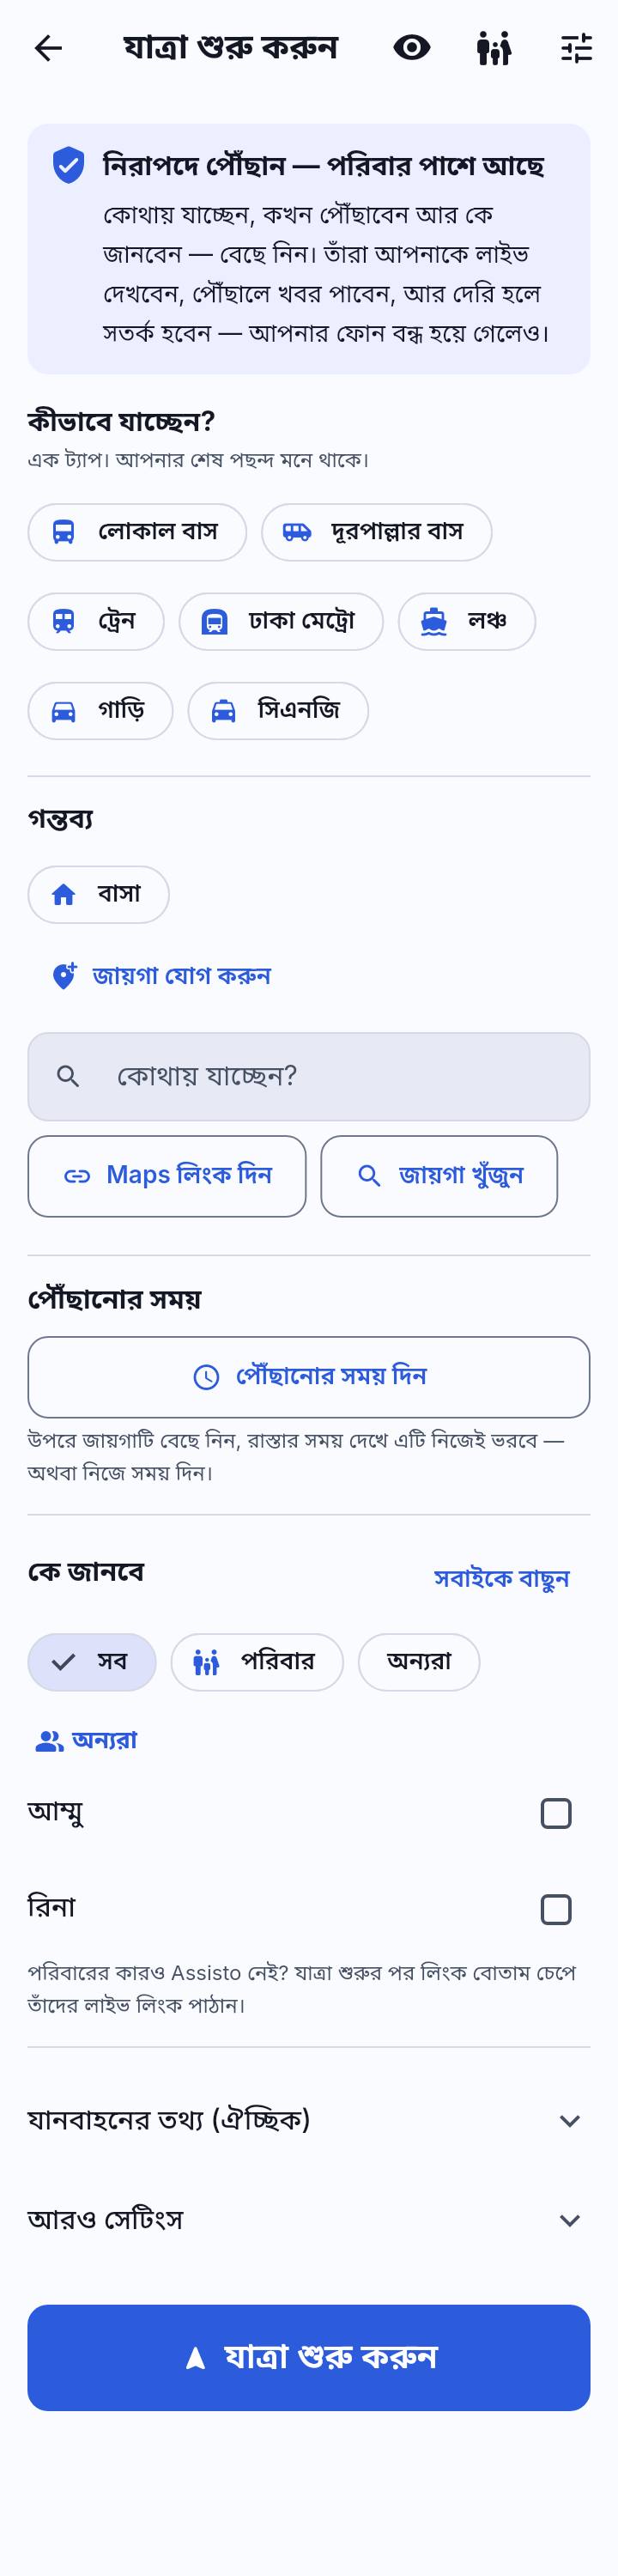 যাত্রা শুরু করুন
নিরাপদে পৌঁছান — পরিবার পাশে আছে
কোথায় যাচ্ছেন, কখন পৌঁছাবেন আর কে
জানবেন — বেছে নিন। তাঁরা আপনাকে লাইভ
দেখবেন, পৌঁছালে খবর পাবেন, আর দেরি হলে
সতর্ক হবেন — আপনার ফোন বন্ধ হয়ে গেলেও।
কীভাবে যাচ্ছেন?
এক ট্যাপ। আপনার শেষ পছন্দ মনে থাকে।
লোকাল বাস
দূরপাল্লার বাস
ট্রেন
ঢাকা মেট্রো
লঞ্চ
গাড়ি
সিএনজি
গন্তব্য
বাসা
জায়গা যোগ করুন
কোথায় যাচ্ছেন?
Maps লিংক দিন
জায়গা খুঁজুন
পৌঁছানোর সময়
পৌঁছানোর সময় দিন
উপরে জায়গাটি বেছে নিন, রাস্তার সময় দেখে এটি নিজেই ভরবে —
অথবা নিজে সময় দিন।
কে জানবে
সবাইকে বাছুন
সব
পরিবার
অন্যরা
অন্যরা
আম্মু
রিনা
পরিবারের কারও Assisto নেই? যাত্রা শুরুর পর লিংক বোতাম চেপে
তাঁদের লাইভ লিংক পাঠান।
যানবাহনের তথ্য (ঐচ্ছিক)
আরও সেটিংস
যাত্রা শুরু করুন